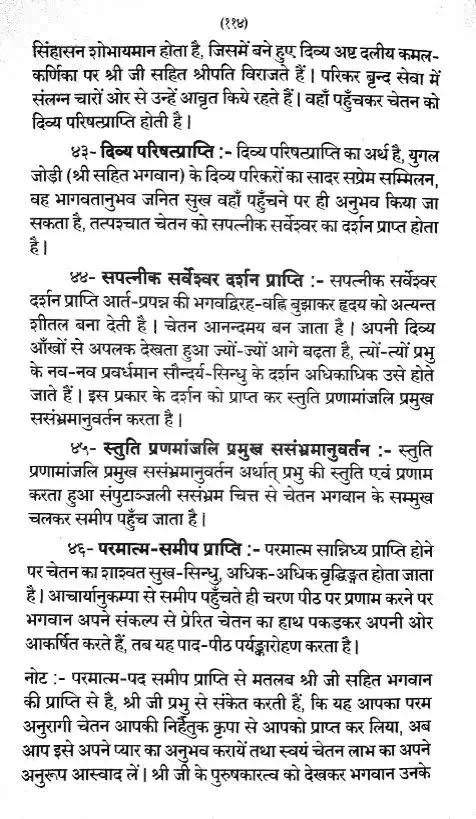 (११४)
सिंहासन शोभायमान होता है, जिसमें बने हुए दिव्य अष्ट दलीय कमल-
कर्णिका पर श्री जी सहित श्रीपति विराजते हैं। परिकर बृन्द सेवा में
संलग्न चारों ओर से उन्हें आवृत किये रहते हैं। वहाँ पहुँचकर चेतन को
दिव्य परिषत्प्राप्ति होती है।
४३- दिव्य परिषत्प्राप्ति :- दिव्य परिषत्प्राप्ति का अर्थ है, युगल
जोड़ी (श्री सहित भगवान) के दिव्य परिकरों का सादर सप्रेम सम्मिलन,
वह भागवतानुभव जनित सुख वहाँ पहुँचने पर ही अनुभव किया जा
सकता है, तत्पश्चात चेतन को सपत्नीक सर्वेश्वर का दर्शन प्राप्त होता
है।
४४- सपत्नीक सर्वेश्वर दर्शन प्राप्ति :- सपत्नीक सर्वेश्वर
दर्शन प्राप्ति आर्त-प्रपन्न की भगवद्विरह-वह्नि बुझाकर हृदय को अत्यन्त
शीतल बना देती है। चेतन आनन्दमय बन जाता है। अपनी दिव्य
आँखों से अपलक देखता हुआ ज्यों-ज्यों आगे बढ़ता है, त्यों-त्यों प्रभु
के नव-नव प्रवर्धमान सौन्दर्य-सिन्धु के दर्शन अधिकाधिक उसे होते
जाते हैं। इस प्रकार के दर्शन को प्राप्त कर स्तुति प्रणामांजलि प्रमुख
ससंभ्रमानुवर्तन करता है।
४५- स्तुति प्रणमांजलि प्रमुख ससंभ्रमानुवर्तन :- स्तुति
प्रणामांजलि प्रमुख ससंभ्रमानुवर्तन अर्थात् प्रभु की स्तुति एवं प्रणाम
करता हुआ संपुटाञ्जली ससंभ्रम चित्त से चेतन भगवान के सम्मुख
चलकर समीप पहुँच जाता है।
४६- परमात्म-समीप प्राप्ति :- परमात्म सान्निध्य प्राप्ति होने
पर चेतन का शाश्वत सुख-सिन्धु, अधिक-अधिक वृद्धिङ्गत होता जाता
है। आचार्यानुकम्पा से समीप पहुँचते ही चरण पीठ पर प्रणाम करने पर
भगवान अपने संकल्प से प्रेरित चेतन का हाथ पकड़कर अपनी ओर
आकर्षित करते हैं, तब यह पाद-पीठ पर्यङ्कारोहण करता है।
नोट :- परमात्म-पद समीप प्राप्ति से मतलब श्री जी सहित भगवान
की प्राप्ति से है, श्री जी प्रभु से संकेत करती हैं, कि यह आपका परम
अनुरागी चेतन आपकी निर्हेतुक कृपा से आपको प्राप्त कर लिया, अब
आप इसे अपने प्यार का अनुभव करायें तथा स्वयं चेतन लाभ का अपने
अनुरूप आस्वाद लें। श्री जी के पुरुषकारत्व को देखकर भगवान उनके